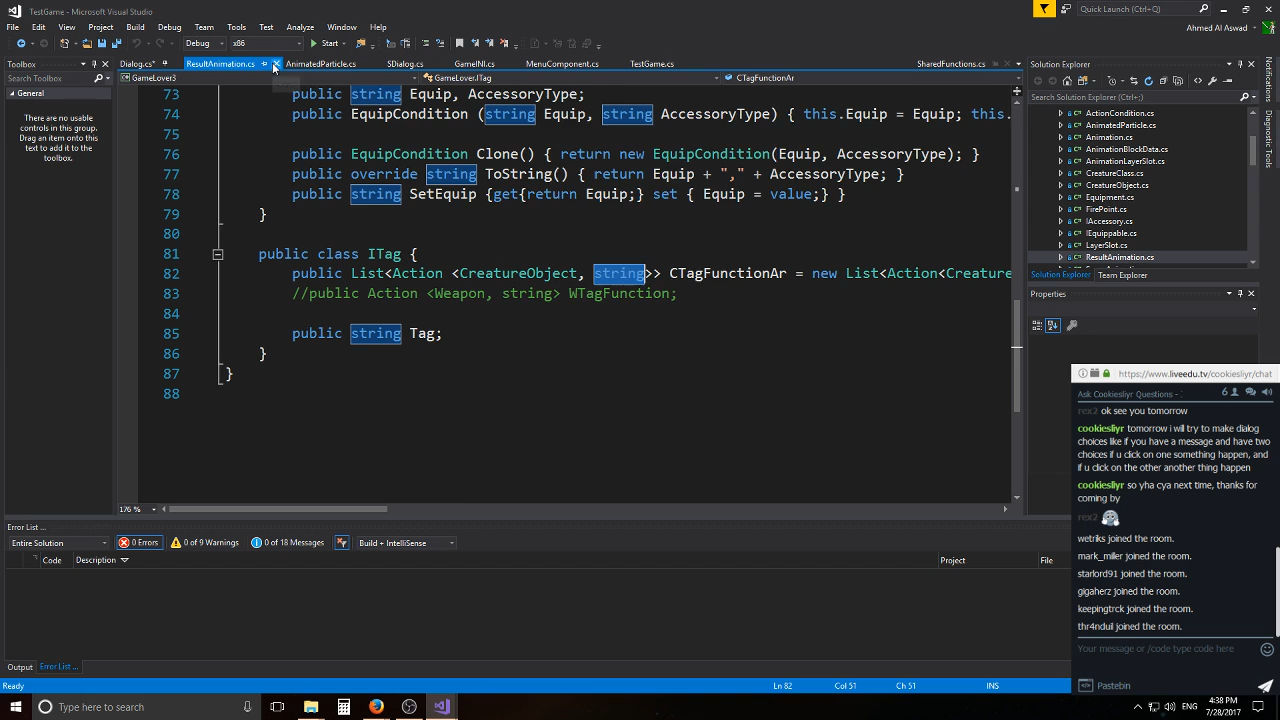 TestGame - Microsoft Visual Studio
Quick Launch (Ctrl+Q)
File Edit View Project Build Debug Team Tools Test Analyze Window Help
Ahmed Al Aswad
Debug x86 Start
Toolbox
Dialog.cs* ResultAnimation.cs AnimatedParticle.cs SDialog.cs GameINI.cs MenuComponent.cs TestGame.cs SharedFunctions.cs
Solution Explorer
Search Toolbox
GameLover3 GameLover.ITag CTagFunctionAr
General
There are no usable
controls in this group.
Drag an item onto this
text to add it to the
toolbox.
73 public string Equip, AccessoryType;
74 public EquipCondition (string Equip, string AccessoryType) { this.Equip = Equip; this.
75
76 public EquipCondition Clone() { return new EquipCondition(Equip, AccessoryType); }
77 public override string ToString() { return Equip + "," + AccessoryType; }
78 public string SetEquip {get{return Equip;} set { Equip = value;} }
79 }
80
81 public class ITag {
82 public List<Action <CreatureObject, string>> CTagFunctionAr = new List<Action<Creature
83 //public Action <Weapon, string> WTagFunction;
84
85 public string Tag;
86 }
87 }
88
176 %
Search Solution Explorer (Ctrl+;)
ActionCondition.cs
AnimatedParticle.cs
Animation.cs
AnimationBlockData.cs
AnimationLayerSlot.cs
CreatureClass.cs
CreatureObject.cs
Equipment.cs
FirePoint.cs
IAccessory.cs
IEquippable.cs
LayerSlot.cs
ResultAnimation.cs
Solution Explorer Team Explorer
Properties
Notifications
Diagnostic Tools
Error List ...
Entire Solution 0 Errors 0 of 9 Warnings 0 of 18 Messages Build + IntelliSense
Code Description Project File
Output Error List ...
Ready Ln 82 Col 51 Ch 51 INS
https://www.liveedu.tv/cookiesliyr/chat
Ask Cookiesliyr Questions - 6
rex2 ok see you tomorrow
cookiesliyr tomorrow i will try to make dialog
choices like if you have a message and have two
choices if u click on one something happen, and
if u click on the other another thing happen
cookiesliyr so yha cya next time, thanks for
coming by
rex2
wetriks joined the room.
mark_miller joined the room.
starlord91 joined the room.
gigaherz joined the room.
keepingtrck joined the room.
thr4nduil joined the room.
Your message or /code type code here
Pastebin
Type here to search
4:38 PM
7/28/2017